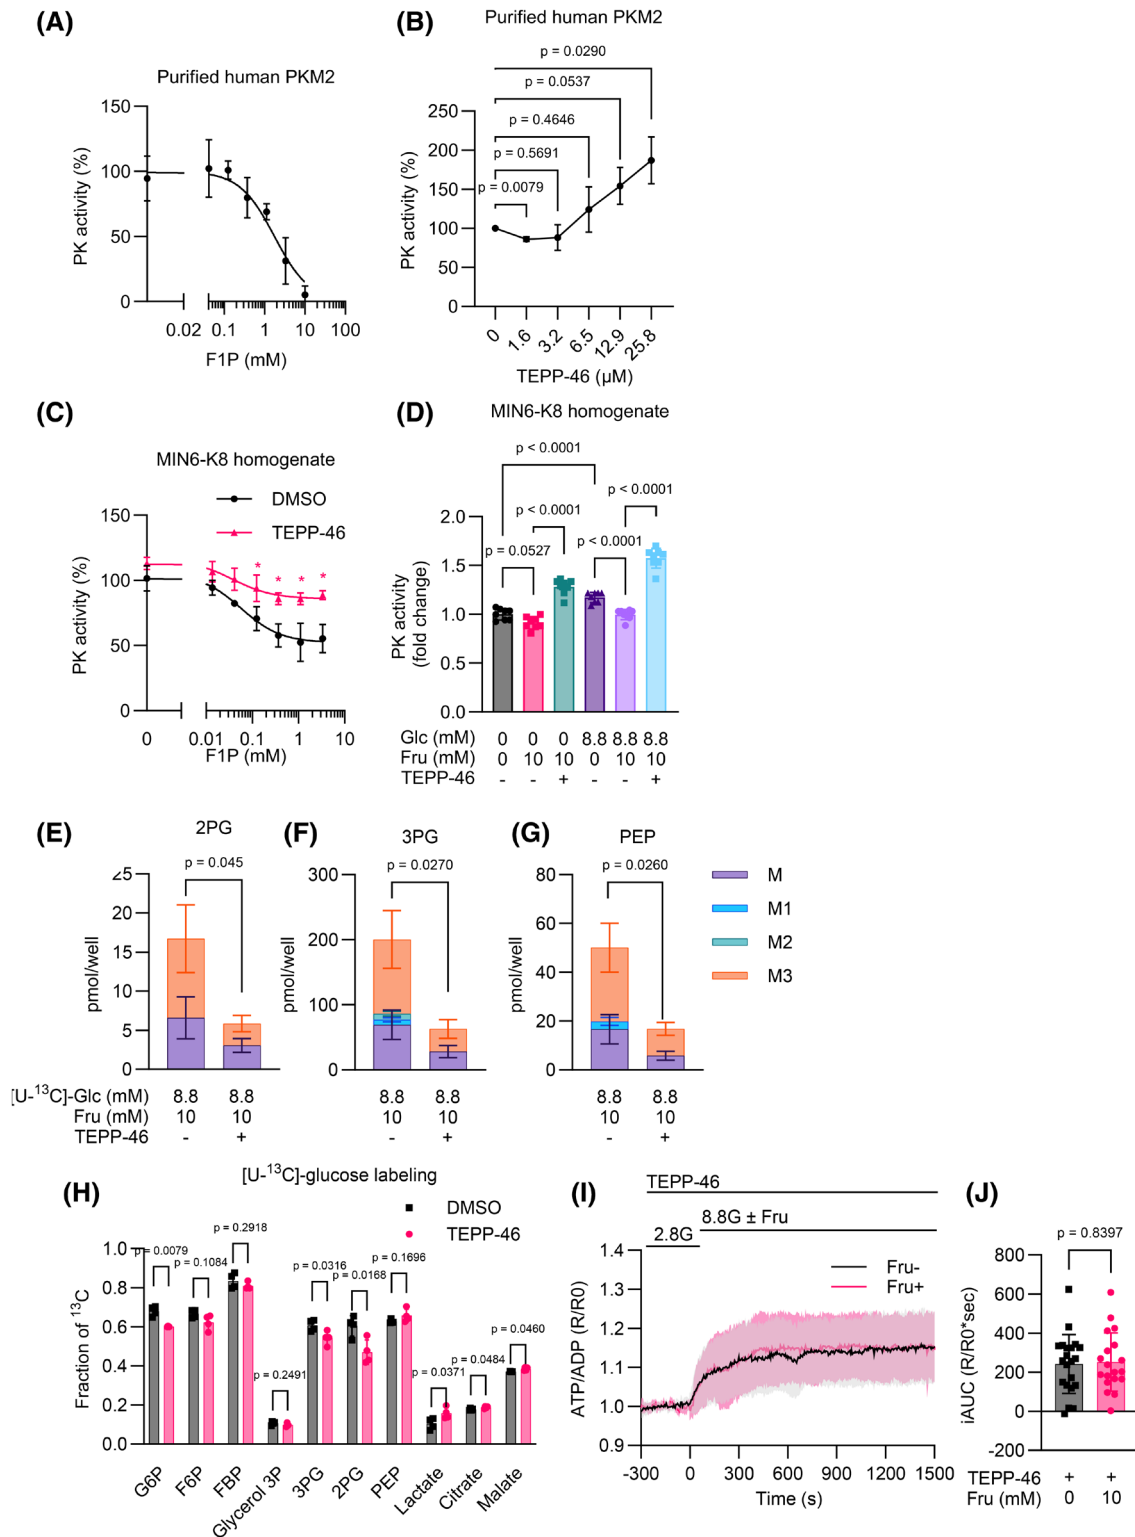 (A)
Purified human PKM2
PK activity (%)
150
100
50
0
0.02 0.1 1 10 100
F1P (mM)
(B)
Purified human PKM2
p = 0.0290
p = 0.0537
p = 0.4646
p = 0.5691
p = 0.0079
PK activity (%)
250
200
150
100
50
0
0 1.6 3.2 6.5 12.9 25.8
TEPP-46 (µM)
(C)
MIN6-K8 homogenate
DMSO
TEPP-46
PK activity (%)
150
100
50
0
* * * *
0 0.01 0.1 1 10
F1P (mM)
(D)
MIN6-K8 homogenate
p < 0.0001
p < 0.0001
p < 0.0001
p = 0.0527
p < 0.0001
PK activity
(fold change)
2.0
1.5
1.0
0.5
0.0
Glc (mM) 0 0 0 8.8 8.8 8.8
Fru (mM) 0 10 10 0 10 10
TEPP-46 - - + - - +
(E)
2PG
p = 0.045
pmol/well
25
20
15
10
5
0
[U-¹³C]-Glc (mM) 8.8 8.8
Fru (mM) 10 10
TEPP-46 - +
(F)
3PG
p = 0.0270
pmol/well
300
200
100
0
8.8 8.8
10 10
- +
(G)
PEP
p = 0.0260
pmol/well
80
60
40
20
0
8.8 8.8
10 10
- +
M
M1
M2
M3
(H)
[U-¹³C]-glucose labeling
DMSO
TEPP-46
Fraction of ¹³C
1.0
0.8
0.6
0.4
0.2
0.0
p = 0.0079
p = 0.1084
p = 0.2918
p = 0.2491
p = 0.0316
p = 0.0168
p = 0.1696
p = 0.0371
p = 0.0484
p = 0.0460
G6P F6P FBP Glycerol 3P 3PG 2PG PEP Lactate Citrate Malate
(I)
TEPP-46
8.8G ± Fru
2.8G
Fru-
Fru+
ATP/ADP (R/R0)
1.4
1.3
1.2
1.1
1.0
0.9
-300 0 300 600 900 1200 1500
Time (s)
(J)
p = 0.8397
iAUC (R/R0*sec)
800
600
400
200
0
-200
TEPP-46 + +
Fru (mM) 0 10